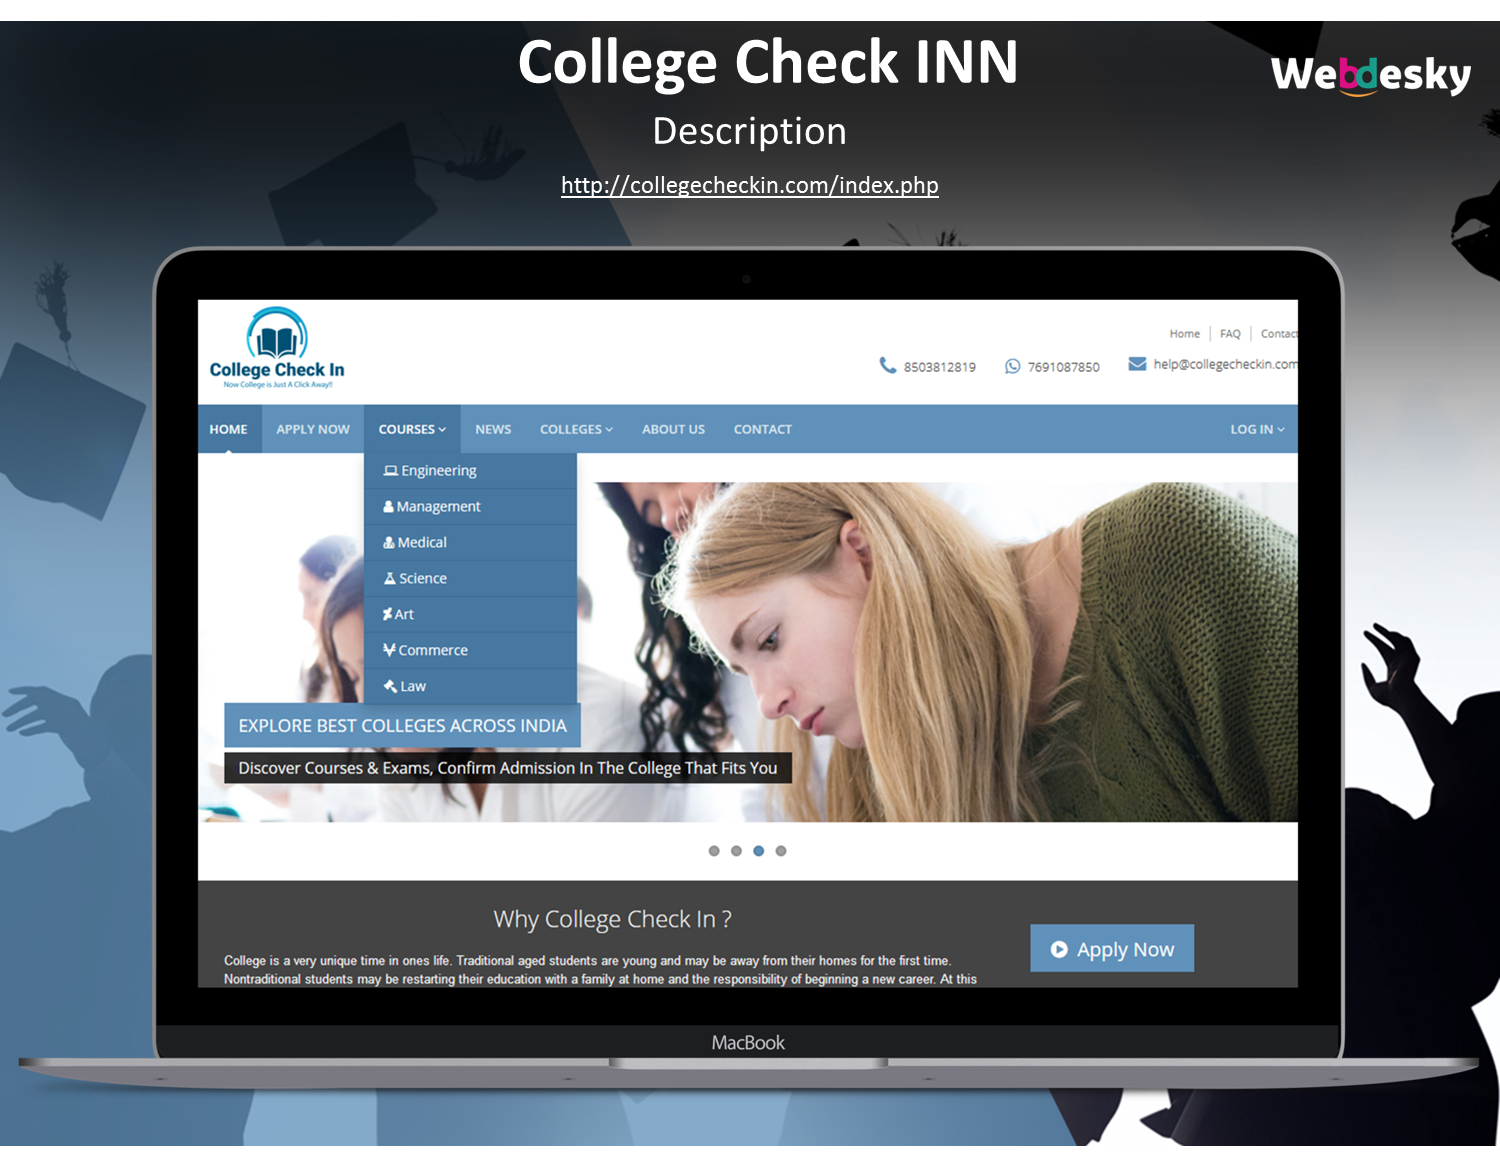 College Check INN
Webdesky
Description
http://collegecheckin.com/index.php
College Check In
Now College is Just A Click Away!!
Home FAQ Contact
8503812819 7691087850 help@collegecheckin.com
HOME APPLY NOW COURSES NEWS COLLEGES ABOUT US CONTACT LOG IN
Engineering
Management
Medical
Science
Art
Commerce
Law
EXPLORE BEST COLLEGES ACROSS INDIA
Discover Courses & Exams, Confirm Admission In The College That Fits You
Why College Check In ?
Apply Now
College is a very unique time in ones life. Traditional aged students are young and may be away from their homes for the first time.
Nontraditional students may be restarting their education with a family at home and the responsibility of beginning a new career. At this
MacBook